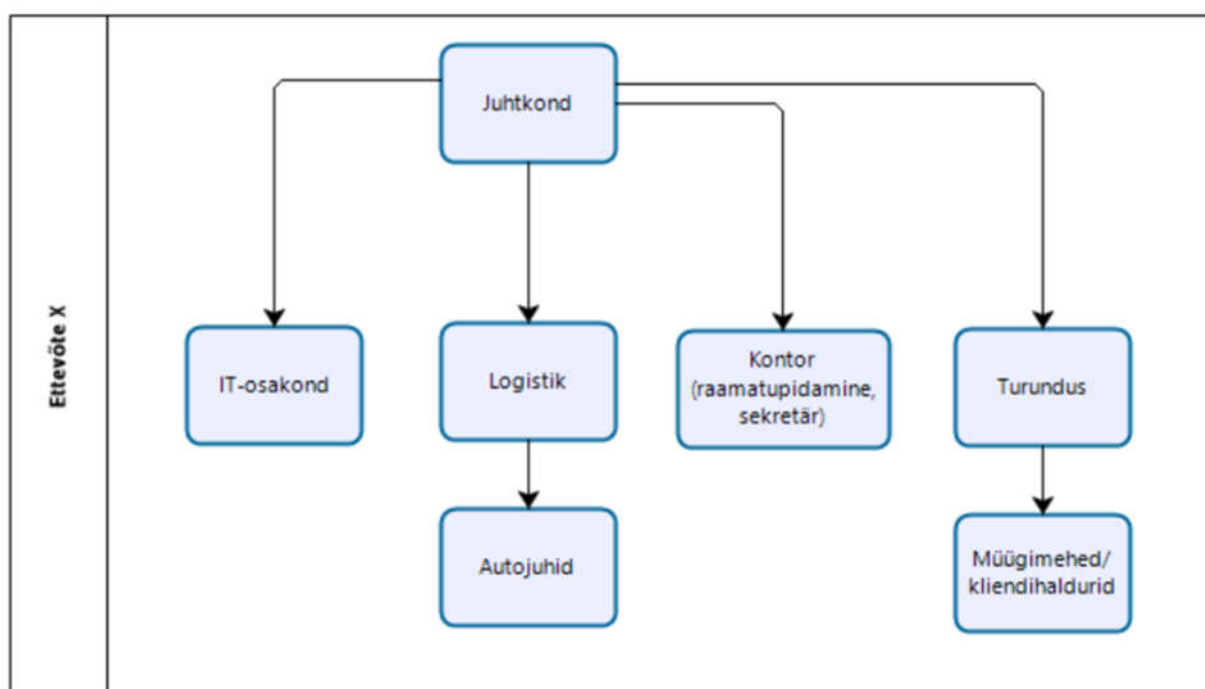 Ettevõte X
Juhtkond
IT-osakond
Logistik
Kontor
(raamatupidamine,
sekretär)
Turundus
Autojuhid
Müügimehed/
kliendihaldurid